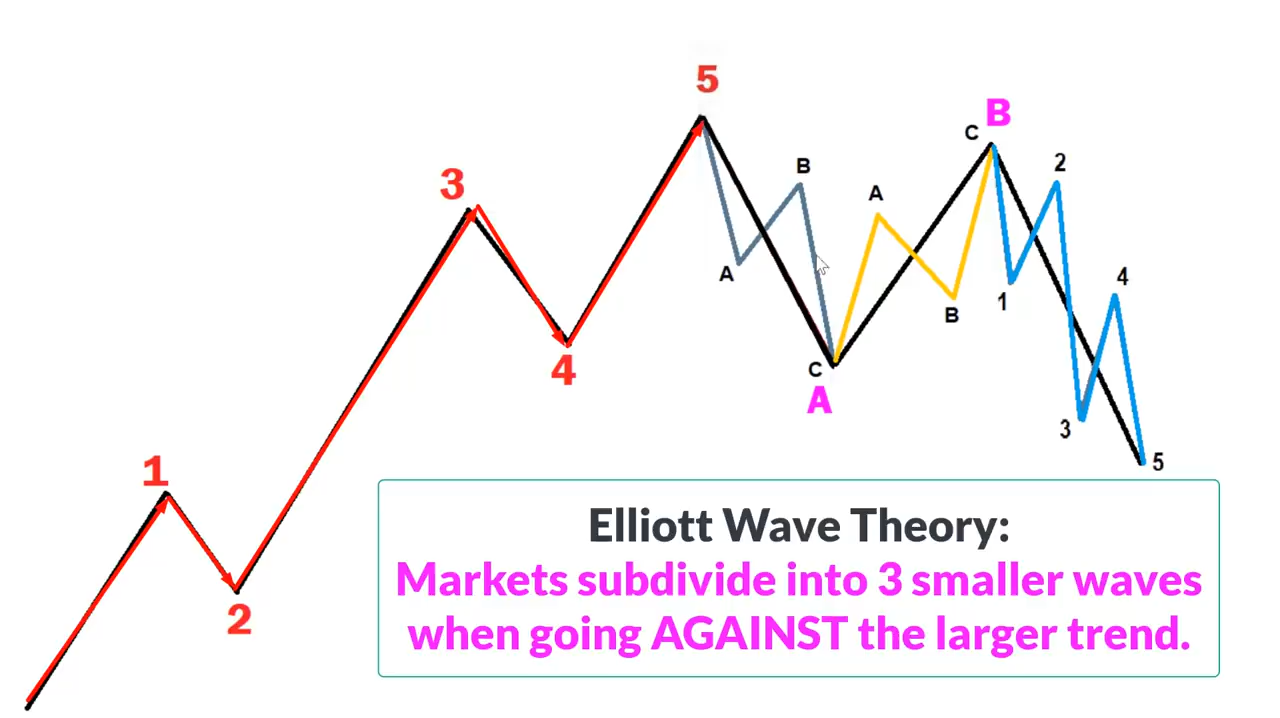 5
B
C
2
B
3
A
A
4
B
1
4
C
A
3
1
5
2
Elliott Wave Theory:
Markets subdivide into 3 smaller waves
when going AGAINST the larger trend.